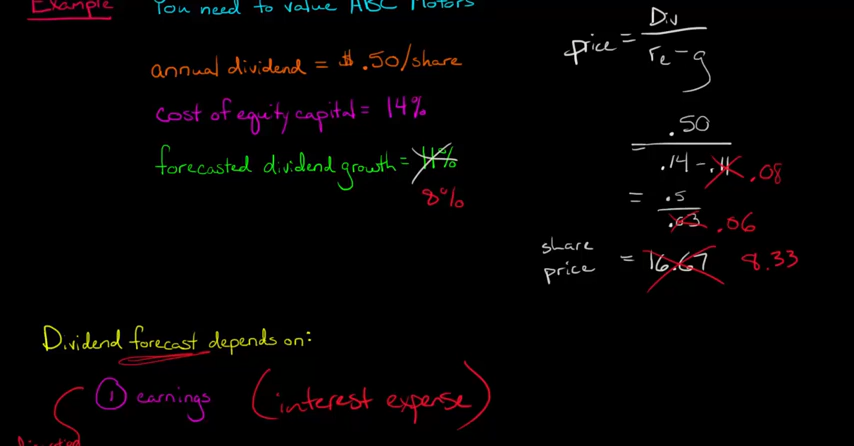 Example You need to value ABC Motors
annual dividend = $.50/share
cost of equity capital = 14%
forecasted dividend growth = 11%
8%
price = Div / re - g
= .50 / .14 - .11 .08
= .5 / .03 .06
share price = 16.67 8.33
Dividend forecast depends on:
① earnings (interest expense)